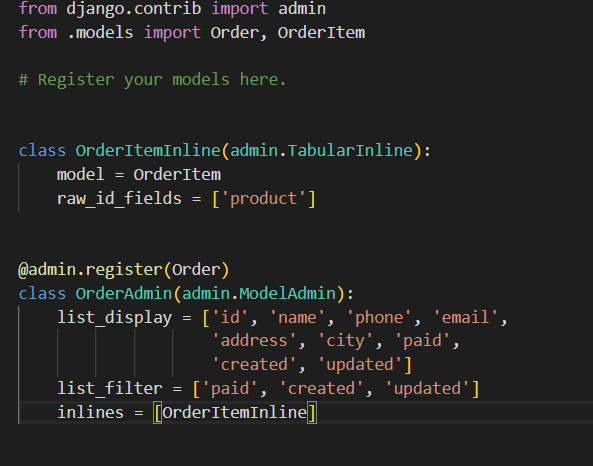 from django.contrib import admin
from .models import Order, OrderItem
# Register your models here.
class OrderItemInline(admin.TabularInline):
    model = OrderItem
    raw_id_fields = ['product']
@admin.register(Order)
class OrderAdmin(admin.ModelAdmin):
    list_display = ['id', 'name', 'phone', 'email',
                    'address', 'city', 'paid',
                    'created', 'updated']
    list_filter = ['paid', 'created', 'updated']
    inlines = [OrderItemInline]